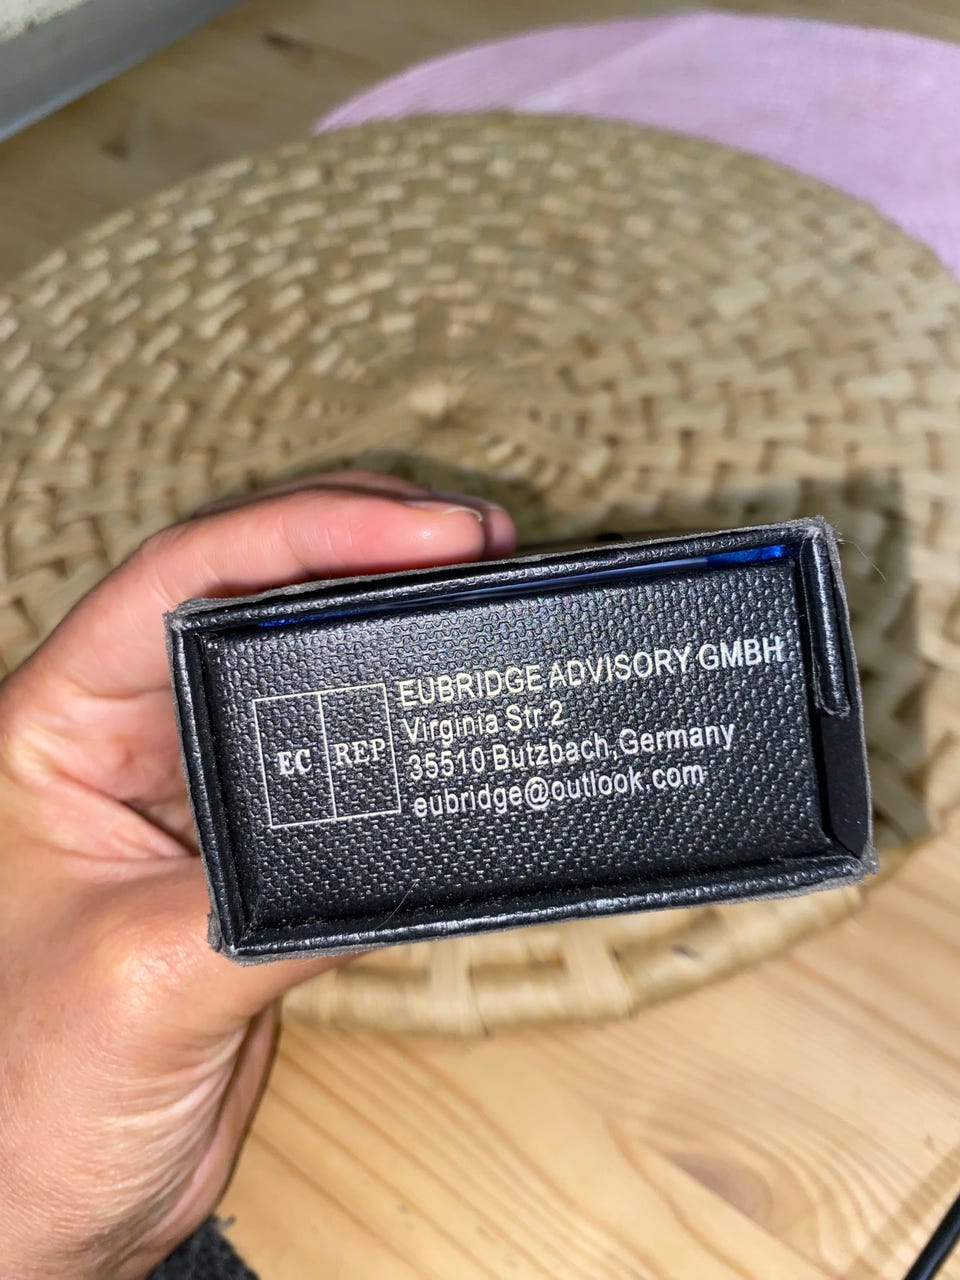 EC REP
EUBRIDGE ADVISORY GMBH
Virginia Str.2
35510 Butzbach,Germany
eubridge@outlook.com